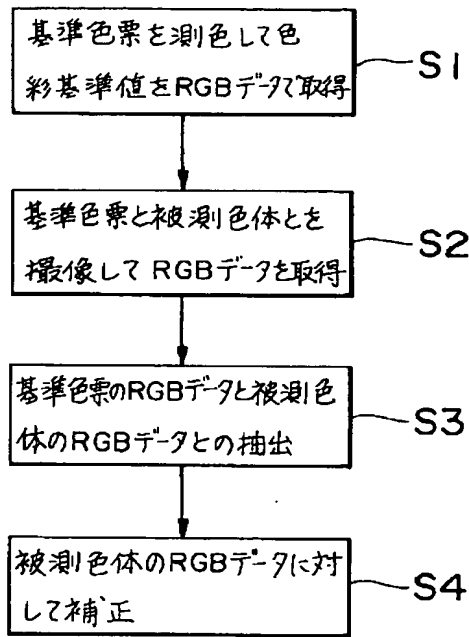 基準色票を測色して色
彩基準値をRGBデータで取得
S1
基準色票と被測色体とを
撮像してRGBデータを取得
S2
基準色票のRGBデータと被測色
体のRGBデータとの抽出
S3
被測色体のRGBデータに対
して補正
S4